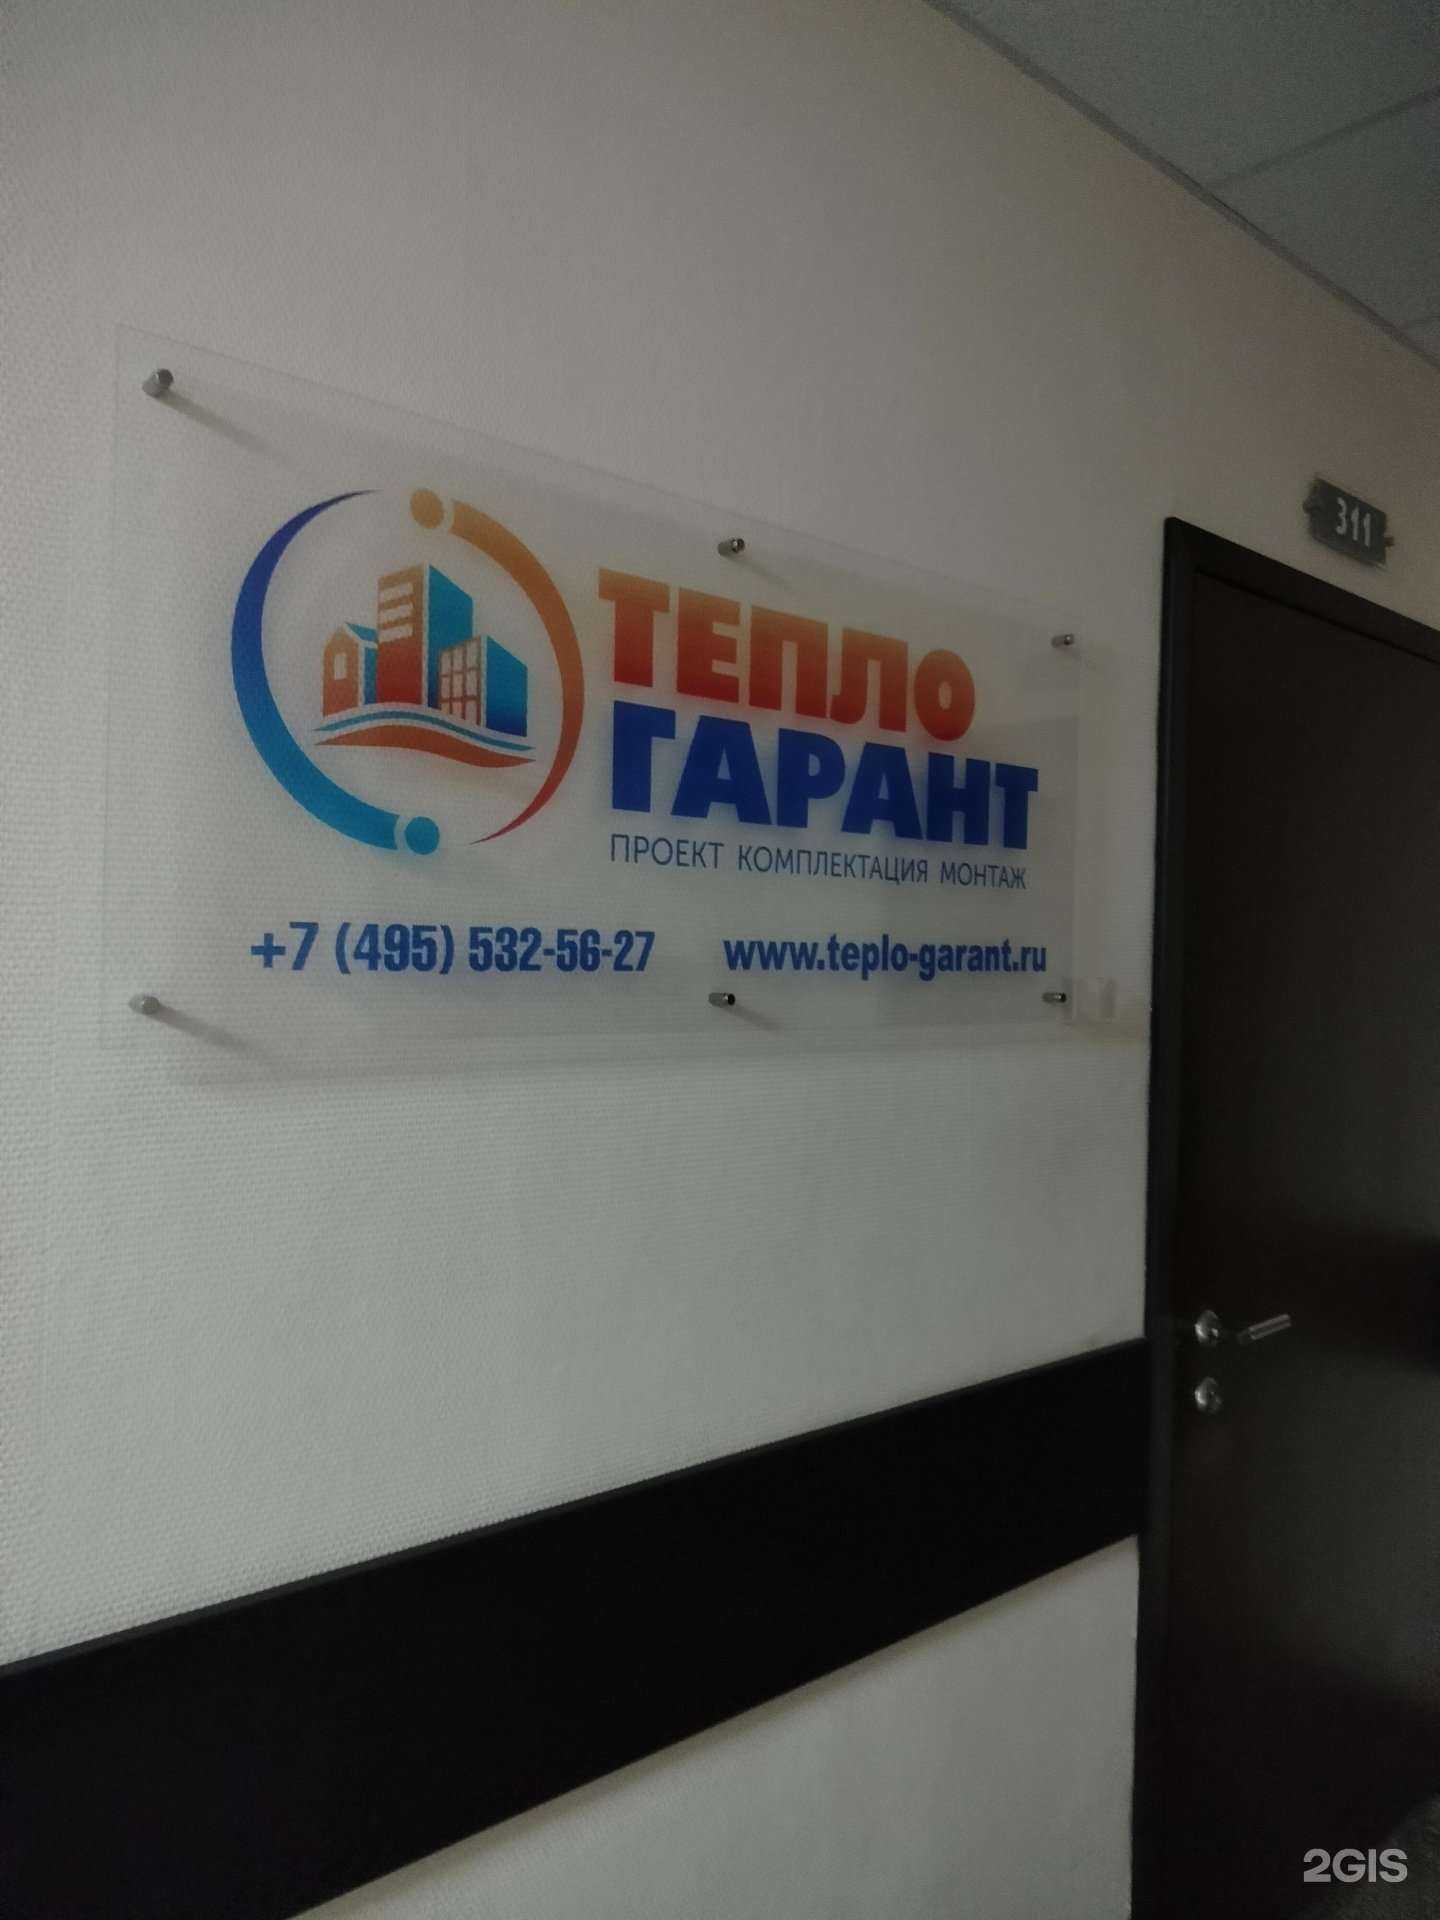 311
ТЕПЛО
ГАРАНТ
ПРОЕКТ КОМПЛЕКТАЦИЯ МОНТАЖ
+7 (495) 532-56-27 www.teplo-garant.ru
2GIS